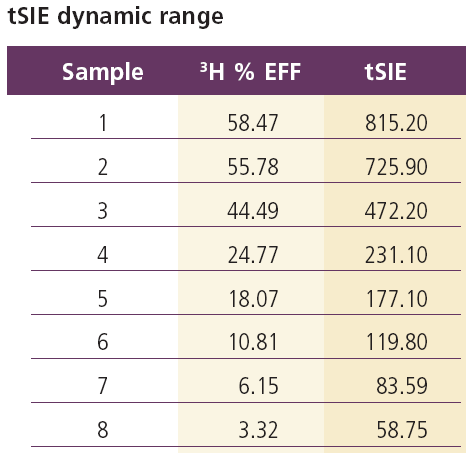 tSIE dynamic range
Sample ³H % EFF tSIE
1 58.47 815.20
2 55.78 725.90
3 44.49 472.20
4 24.77 231.10
5 18.07 177.10
6 10.81 119.80
7 6.15 83.59
8 3.32 58.75